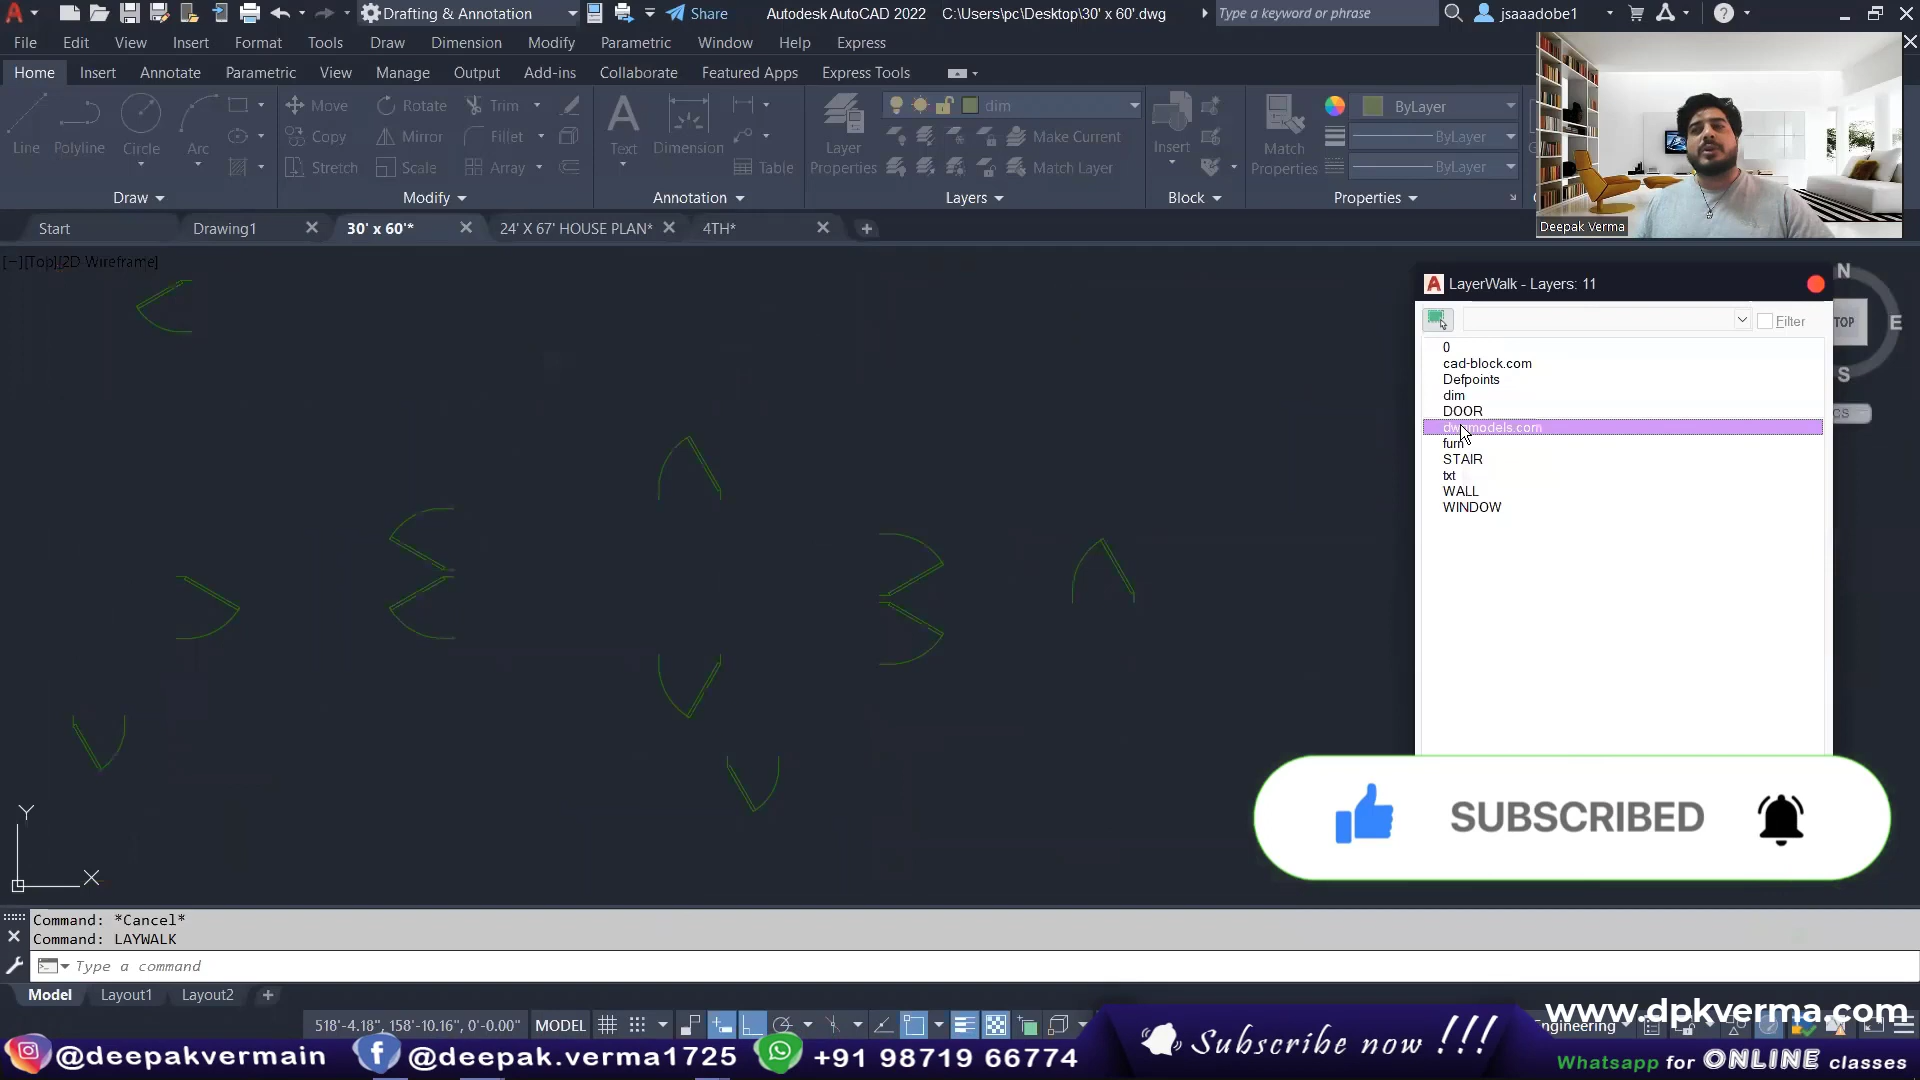 Drafting & Annotation
Share
Autodesk AutoCAD 2022
C:\Users\pc\Desktop\30' x 60'.dwg
Type a keyword or phrase
jsaaadobe1
File Edit View Insert Format Tools Draw Dimension Modify Parametric Window Help Express
Home Insert Annotate Parametric View Manage Output Add-ins Collaborate Featured Apps Express Tools
Move Rotate Trim dim ByLayer
Line Polyline Circle Arc Copy Mirror Fillet Text Dimension Layer Properties Make Current Insert Match Properties ByLayer
Stretch Scale Array Table Match Layer ByLayer
Draw Modify Annotation Layers Block Properties
Deepak Verma
Start Drawing1 30' x 60'* 24' X 67' HOUSE PLAN* 4TH*
[−][Top][2D Wireframe]
LayerWalk - Layers: 11
Filter
N
TOP
E
S
0
cad-block.com
Defpoints
dim
DOOR
furn
STAIR
txt
WALL
WINDOW
SUBSCRIBED
Y
X
Command: *Cancel*
Command: LAYWALK
Type a command
Model Layout1 Layout2
518'-4.18", 158'-10.16", 0'-0.00" MODEL
www.dpkverma.com
@deepakvermain
@deepak.verma1725
+91 98719 66774
Subscribe now !!!
Whatsapp for ONLINE classes